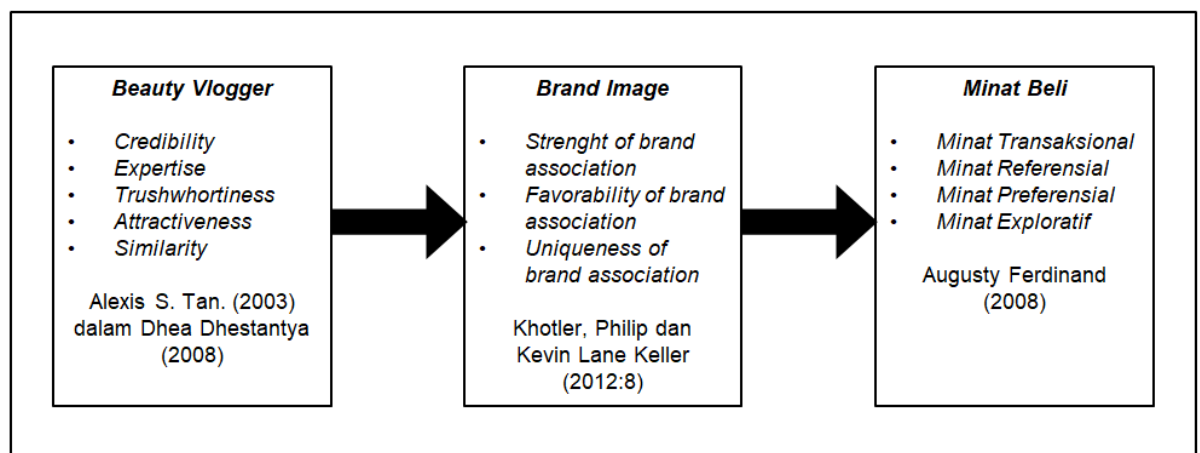 Beauty Vlogger
• Credibility
• Expertise
• Trushwhortiness
• Attractiveness
• Similarity
Alexis S. Tan. (2003)
dalam Dhea Dhestantya
(2008)
Brand Image
• Strenght of brand
association
• Favorability of brand
association
• Uniqueness of
brand association
Khotler, Philip dan
Kevin Lane Keller
(2012:8)
Minat Beli
• Minat Transaksional
• Minat Referensial
• Minat Preferensial
• Minat Exploratif
Augusty Ferdinand
(2008)